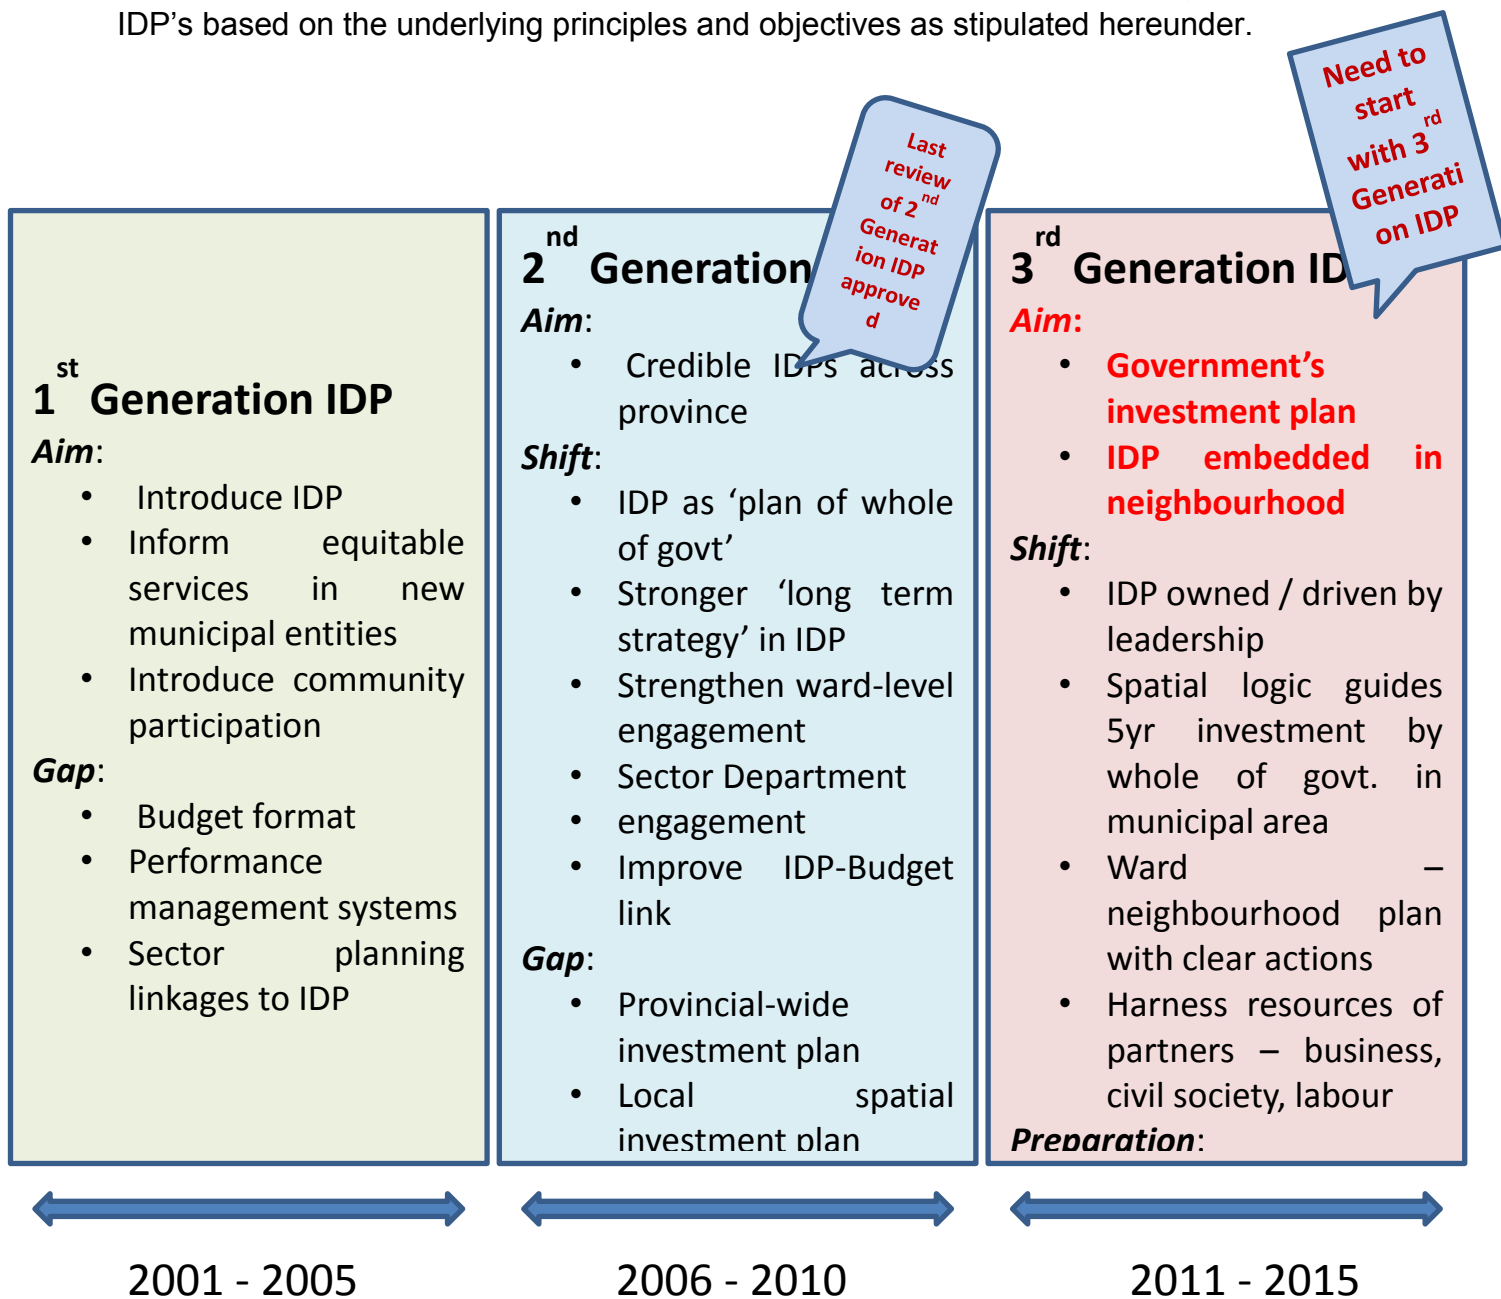 IDP's based on the underlying principles and objectives as stipulated hereunder.
Last
review
of 2nd
Generat
ion IDP
approve
d
Need to
start
with 3rd
Generati
on IDP
1st Generation IDP
Aim:
• Introduce IDP
• Inform equitable
services in new
municipal entities
• Introduce community
participation
Gap:
• Budget format
• Performance
management systems
• Sector planning
linkages to IDP
2nd Generation
Aim:
• Credible IDPs across
province
Shift:
• IDP as ‘plan of whole
of govt’
• Stronger ‘long term
strategy’ in IDP
• Strengthen ward-level
engagement
• Sector Department
• engagement
• Improve IDP-Budget
link
Gap:
• Provincial-wide
investment plan
• Local spatial
investment plan
3rd Generation ID
Aim:
• Government’s
investment plan
• IDP embedded in
neighbourhood
Shift:
• IDP owned / driven by
leadership
• Spatial logic guides
5yr investment by
whole of govt. in
municipal area
• Ward –
neighbourhood plan
with clear actions
• Harness resources of
partners – business,
civil society, labour
Preparation:
2001 - 2005
2006 - 2010
2011 - 2015